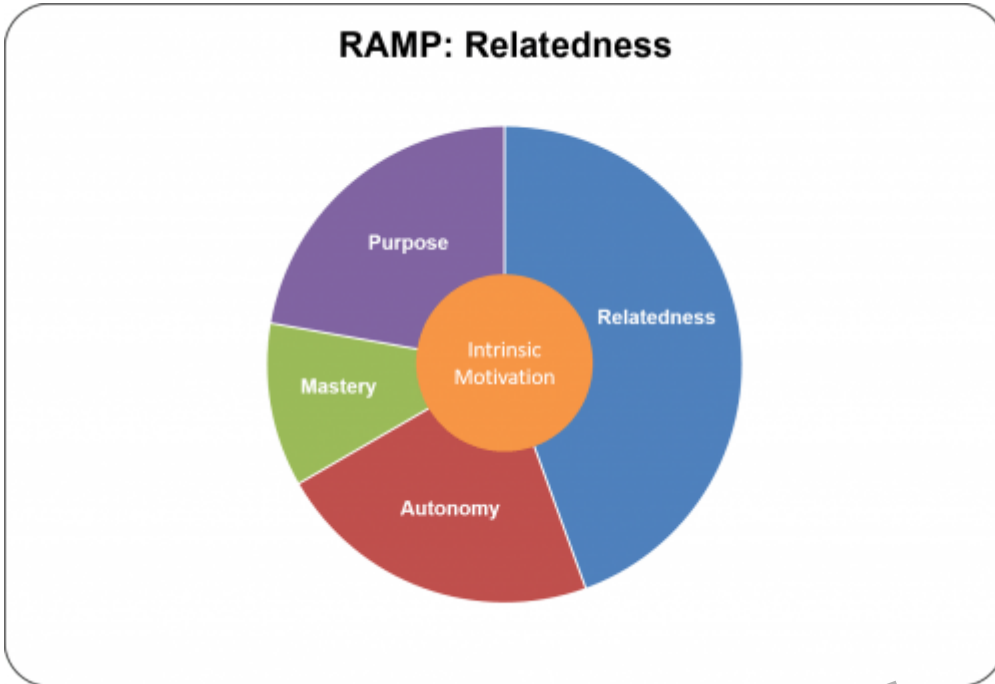 RAMP: Relatedness
Purpose
Relatedness
Intrinsic
Motivation
Mastery
Autonomy